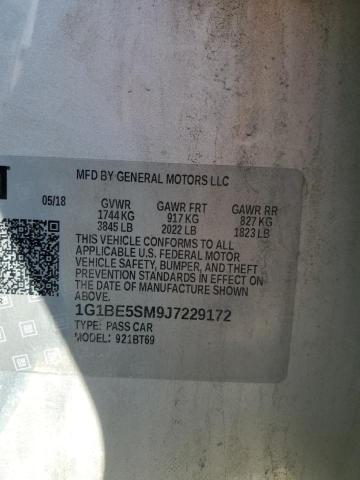 MFD BY GENERAL MOTORS LLC
05/18 GVWR GAWR FRT GAWR RR
1744 KG 917 KG 827 KG
3845 LB 2022 LB 1823 LB
THIS VEHICLE CONFORMS TO ALL
APPLICABLE U.S. FEDERAL MOTOR
VEHICLE SAFETY, BUMPER, AND THEFT
PREVENTION STANDARDS IN EFFECT ON
THE DATE OF MANUFACTURE SHOWN
ABOVE.
1G1BE5SM9J7229172
TYPE: PASS CAR
MODEL: 921BT69